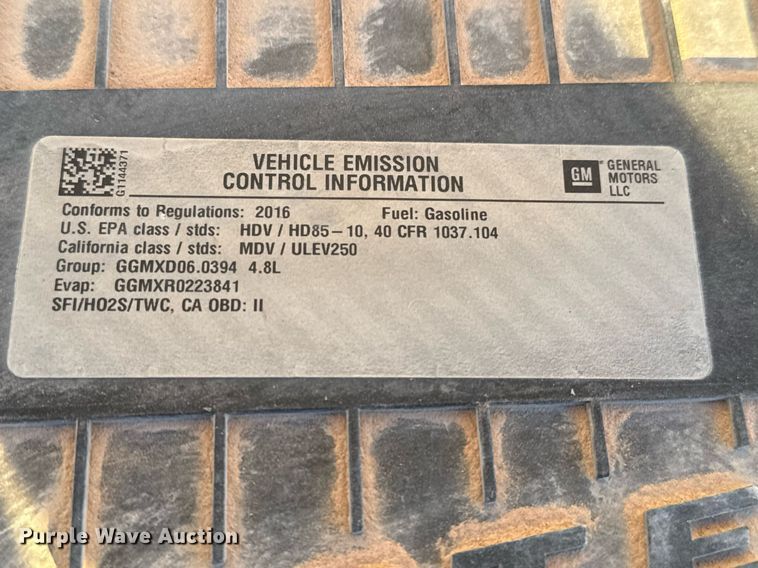 G1144371
VEHICLE EMISSION
CONTROL INFORMATION
GM
GENERAL
MOTORS
LLC
Conforms to Regulations: 2016 Fuel: Gasoline
U.S. EPA class / stds: HDV / HD85-10, 40 CFR 1037.104
California class / stds: MDV / ULEV250
Group: GGMXD06.0394 4.8L
Evap: GGMXR0223841
SFI/HO2S/TWC, CA OBD: II
Purple Wave Auction